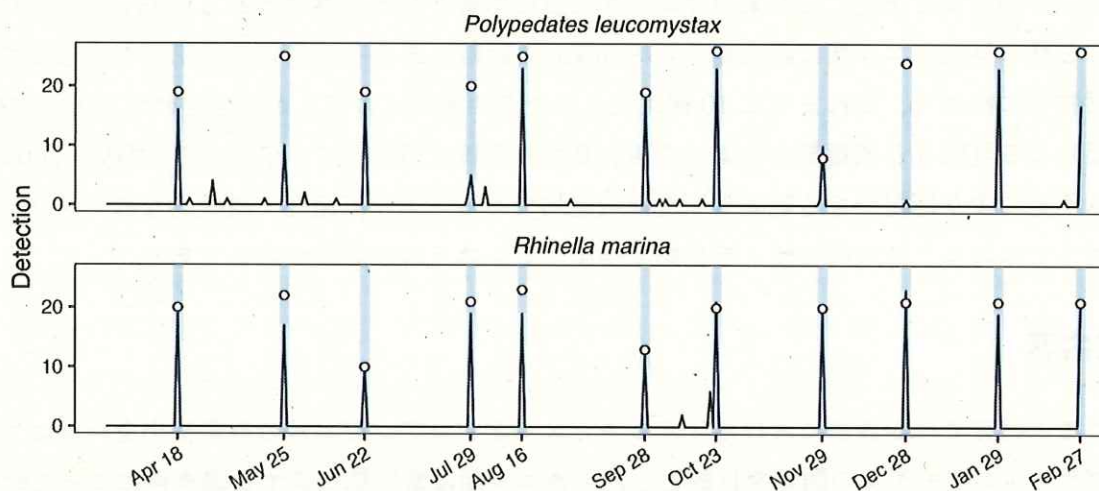 Polypedates leucomystax
20
10
0
Detection
Rhinella marina
20
10
0
Apr 18
May 25
Jun 22
Jul 29
Aug 16
Sep 28
Oct 23
Nov 29
Dec 28
Jan 29
Feb 27